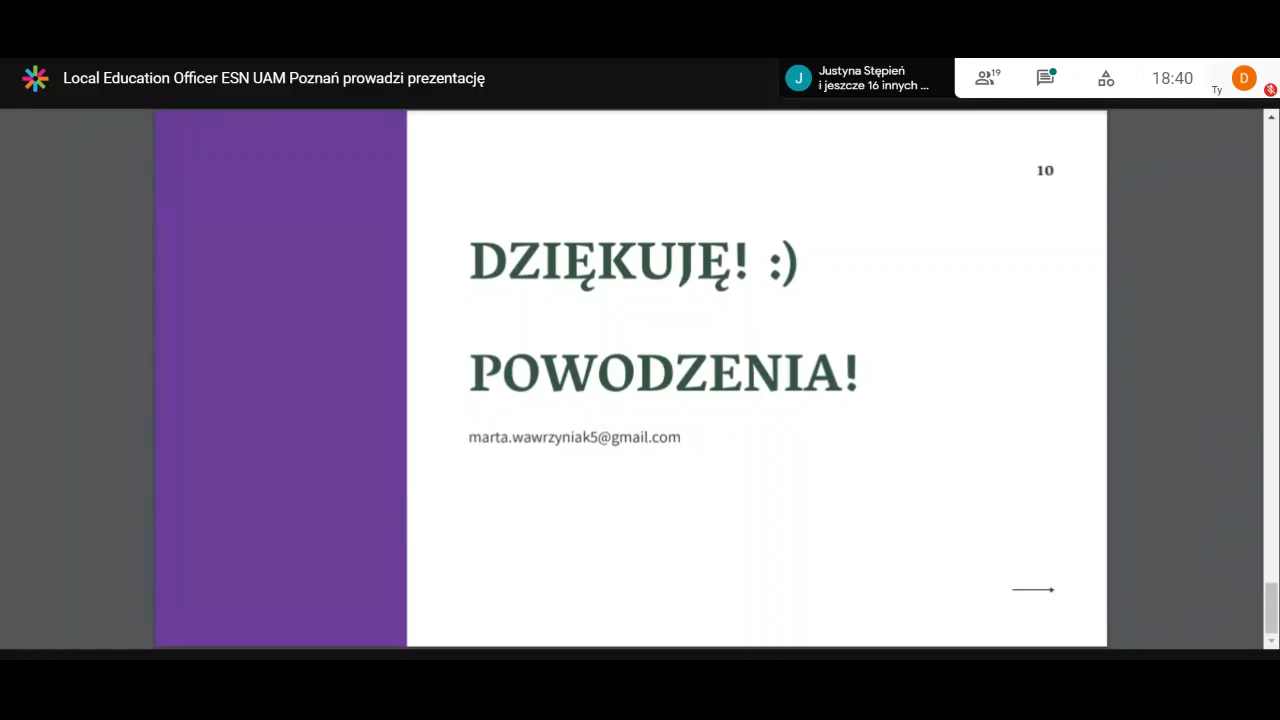 Local Education Officer ESN UAM Poznań prowadzi prezentację
J
Justyna Stępień
i jeszcze 16 innych ...
19
18:40
Ty
D
10
DZIĘKUJĘ! :)
POWODZENIA!
marta.wawrzyniak5@gmail.com